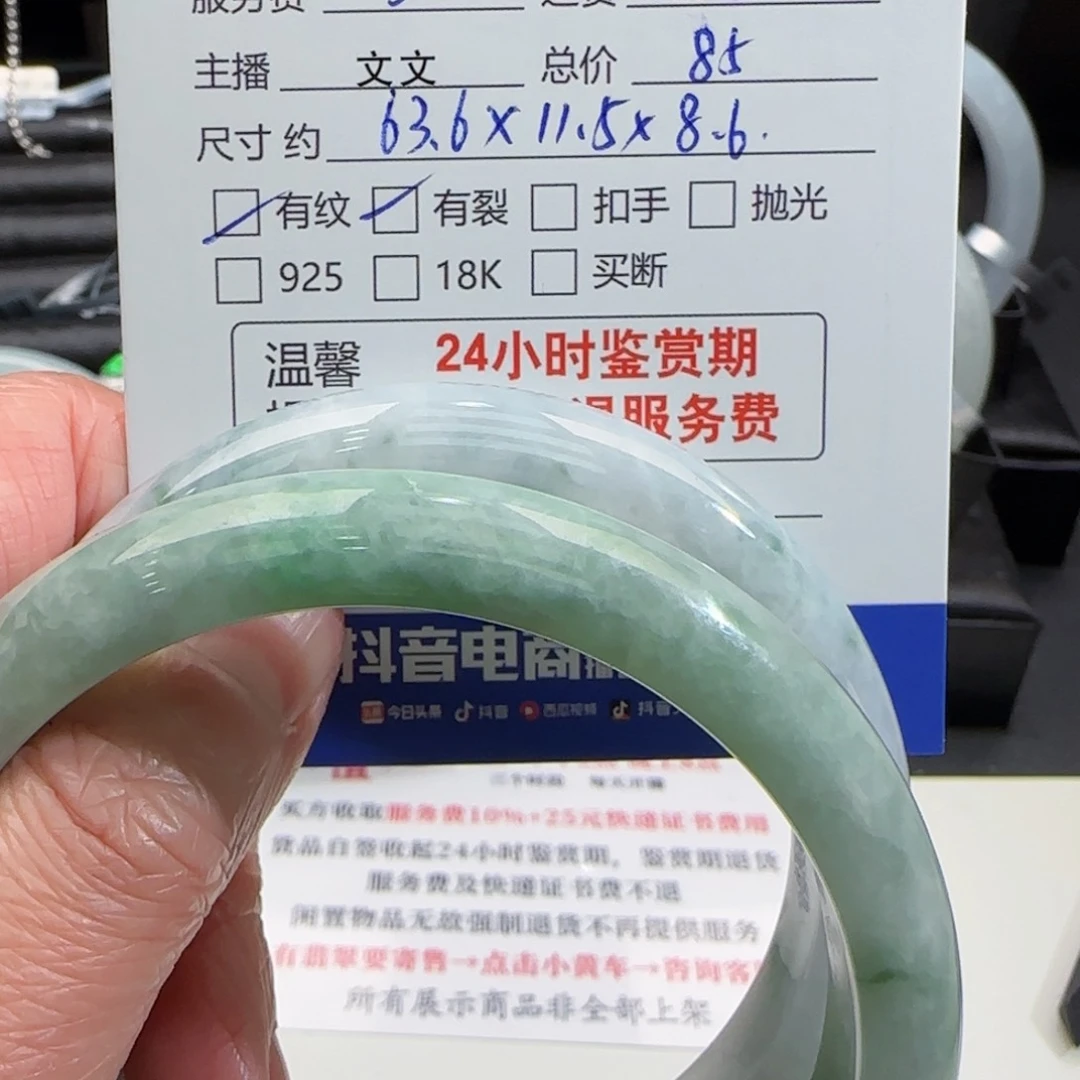 服务费
主播 文文 总价 85
尺寸 约 63.6×11.5×8.6.
有纹 有裂 扣手 抛光
925 18K 买断
温馨 24小时鉴赏期
退服务费
抖音电商
今日头条 抖音 西瓜视频 抖音
买方收取服务费10%+25元快递证书费用
货品自签收起24小时鉴赏期，鉴赏期退货
服务费及快递证书费不退
闲置物品无故强制退货不再提供服务
有翡翠要寄售→点击小黄车→咨询客
所有展示商品非全部上架